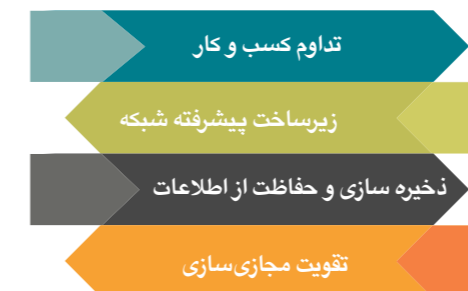 تداوم کسب و کار
زیرساخت پیشرفته شبکه
ذخیره سازی و حفاظت از اطلاعات
تقویت مجازی‌سازی